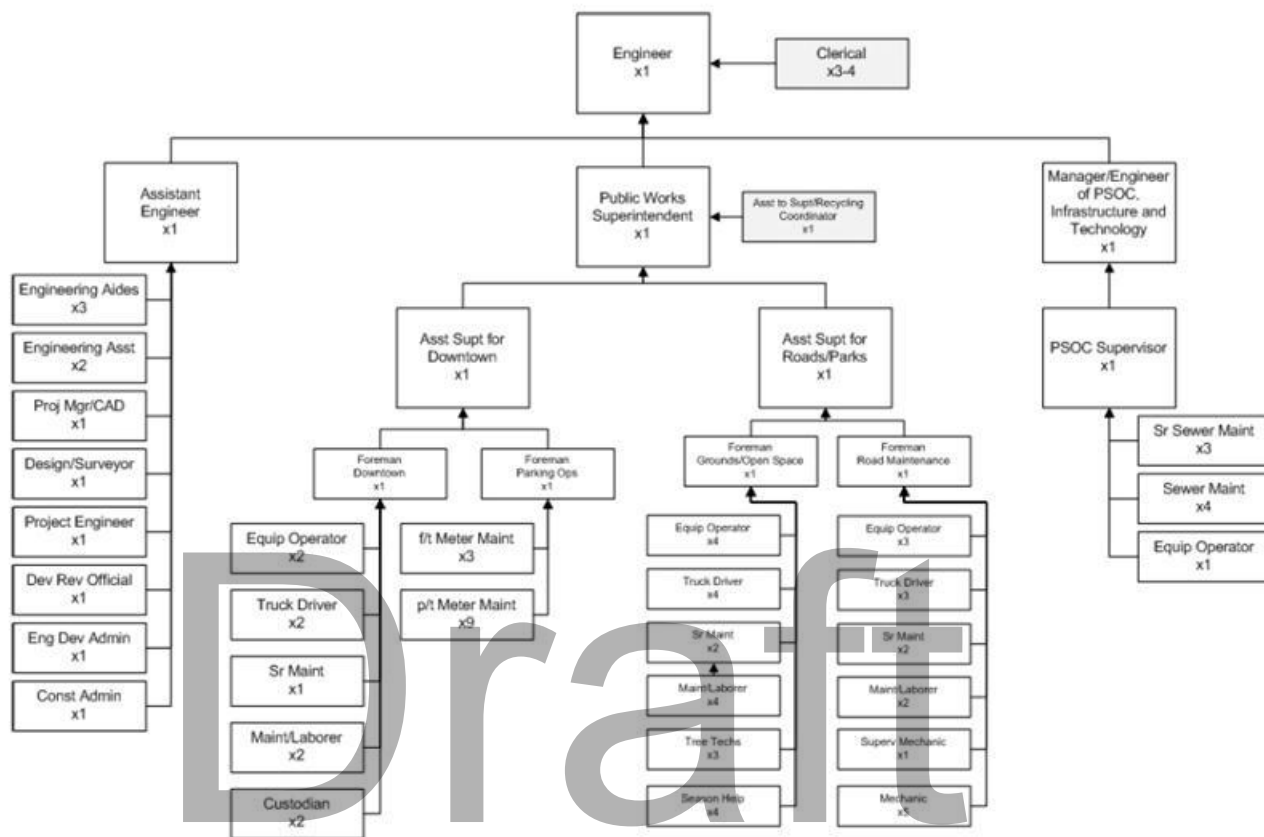 Engineer
x1
Clerical
x3-4
Assistant
Engineer
x1
Public Works
Superintendent
x1
Asst to Supt/Recycling
Coordinator
x1
Manager/Engineer
of PSOC,
Infrastructure and
Technology
x1
Engineering Aides
x3
Engineering Asst
x2
Proj Mgr/CAD
x1
Design/Surveyor
x1
Project Engineer
x1
Dev Rev Official
x1
Eng Dev Admin
x1
Const Admin
x1
Asst Supt for
Downtown
x1
Asst Supt for
Roads/Parks
x1
PSOC Supervisor
x1
Foreman
Downtown
x1
Foreman
Parking Ops
x1
Foreman
Grounds/Open Space
x1
Foreman
Road Maintenance
x1
Equip Operator
x2
Truck Driver
x2
Sr Maint
x1
Maint/Laborer
x2
Custodian
x2
f/t Meter Maint
x3
p/t Meter Maint
x9
Equip Operator
x4
Truck Driver
x4
Sr Maint
x2
Maint/Laborer
x4
Tree Techs
x3
Season Help
x4
Equip Operator
x3
Truck Driver
x3
Sr Maint
x2
Maint/Laborer
x2
Superv Mechanic
x1
Mechanic
x5
Sr Sewer Maint
x3
Sewer Maint
x4
Equip Operator
x1
Draft